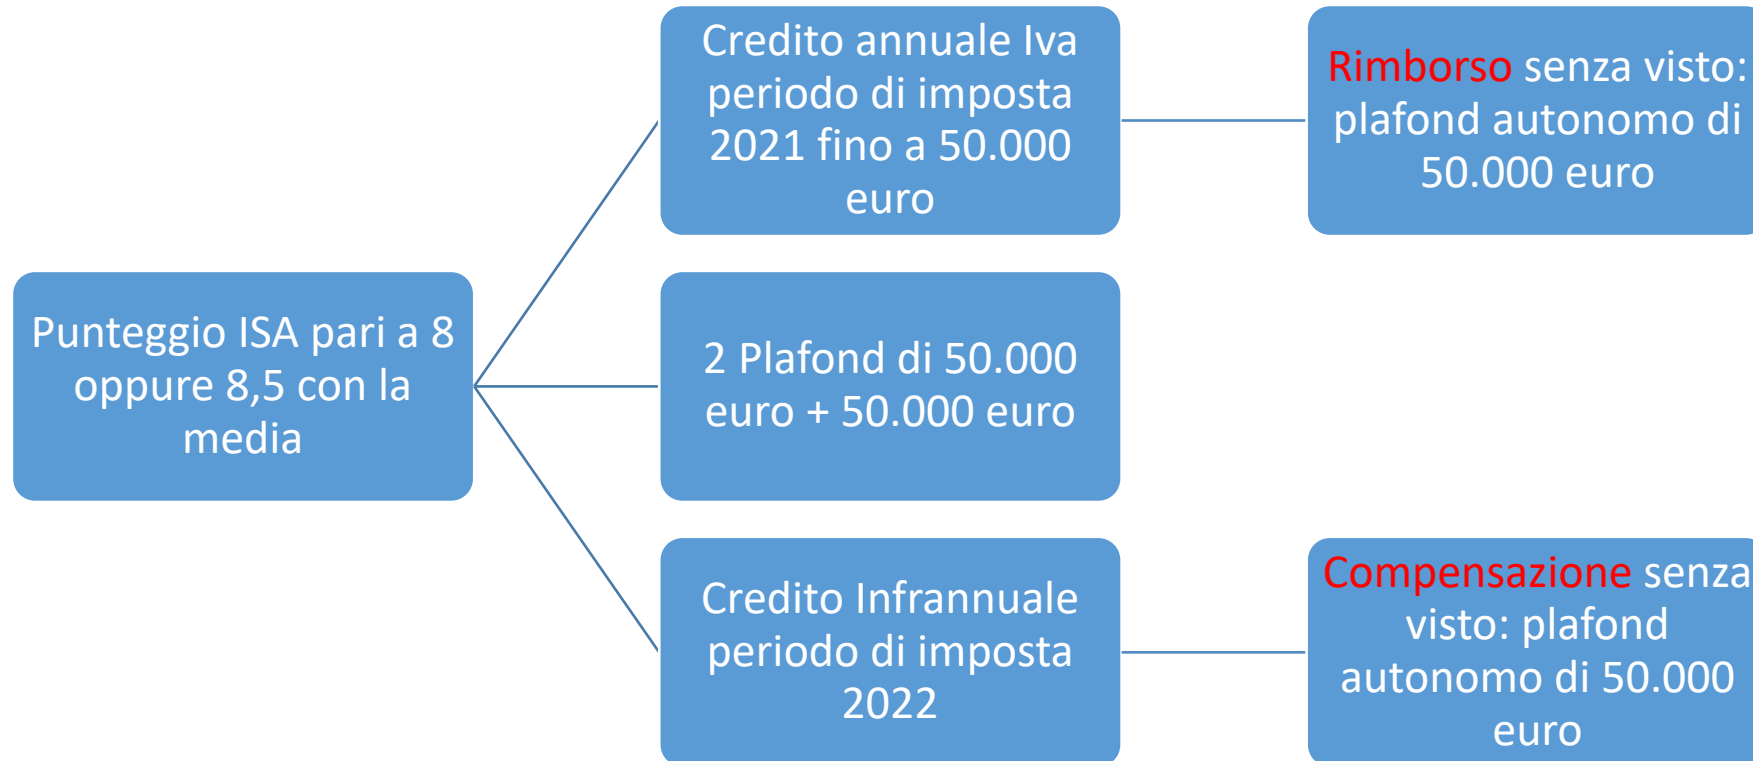 Punteggio ISA pari a 8
oppure 8,5 con la
media
Credito annuale Iva
periodo di imposta
2021 fino a 50.000
euro
Rimborso senza visto:
plafond autonomo di
50.000 euro
2 Plafond di 50.000
euro + 50.000 euro
Credito Infrannuale
periodo di imposta
2022
Compensazione senza
visto: plafond
autonomo di 50.000
euro